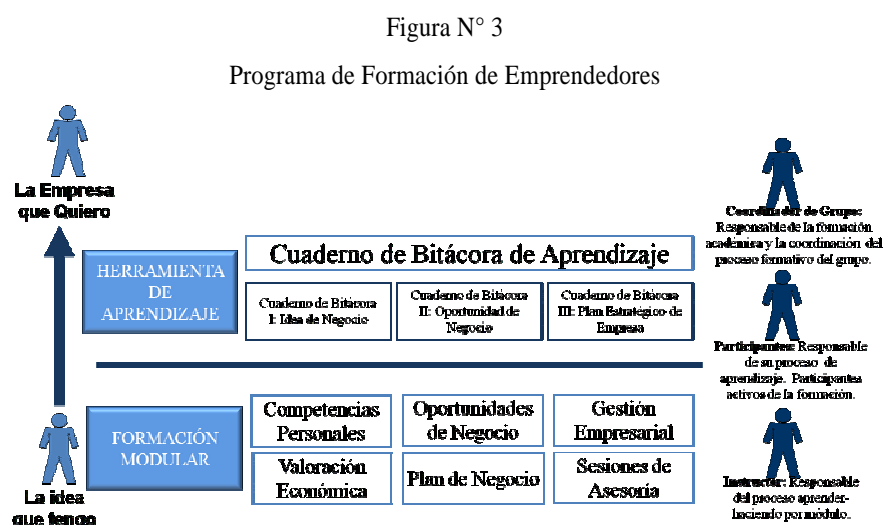 Figura N° 3
Programa de Formación de Emprendedores
La Empresa
que Quiero
HERRAMIENTA
DE
APRENDIZAJE
Cuaderno de Bitácora de Aprendizaje
Cuaderno de Bitácora
I: Idea de Negocio
Cuaderno de Bitácora
II: Oportunidad de
Negocio
Cuaderno de Bitácora
III: Plan Estratégico de
Empresa
Coordinador de Grupo:
Responsable de la formación
académica y la coordinación del
proceso formativo del grupo.
Participantes: Responsable
de su proceso de
aprendizaje. Participantes
activos de la formación.
FORMACIÓN
MODULAR
Competencias
Personales
Oportunidades
de Negocio
Gestión
Empresarial
Valoración
Económica
Plan de Negocio
Sesiones de
Asesoría
Instructor: Responsable
del proceso aprender-
haciendo por módulo.
La idea
que tengo